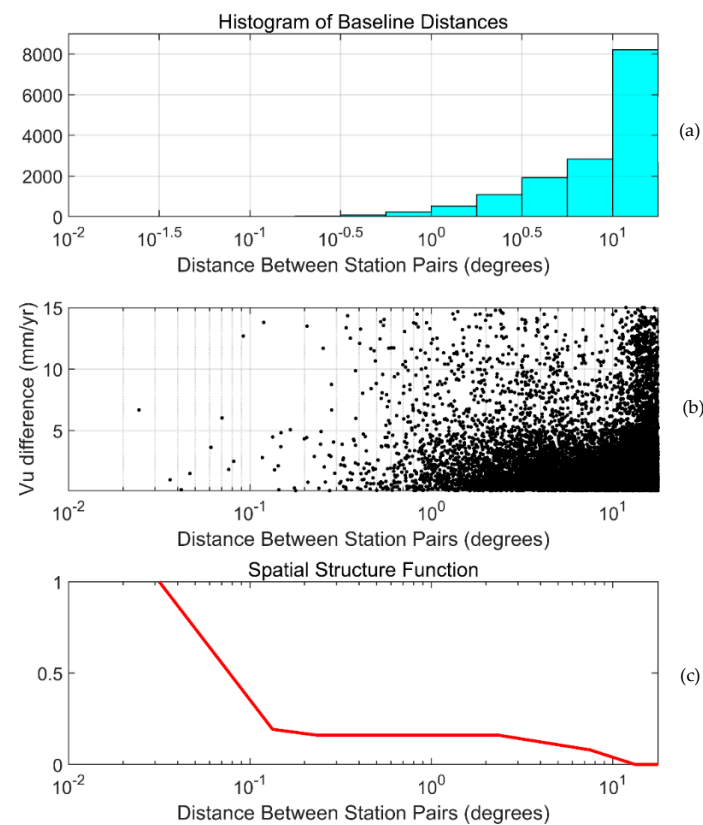 Histogram of Baseline Distances
8000
6000
4000
2000
0
(a)
10^-2 10^-1.5 10^-1 10^-0.5 10^0 10^0.5 10^1
Distance Between Station Pairs (degrees)
Vu difference (mm/yr)
15
10
5
(b)
10^-2 10^-1 10^0 10^1
Distance Between Station Pairs (degrees)
Spatial Structure Function
1
0.5
0
(c)
10^-2 10^-1 10^0 10^1
Distance Between Station Pairs (degrees)